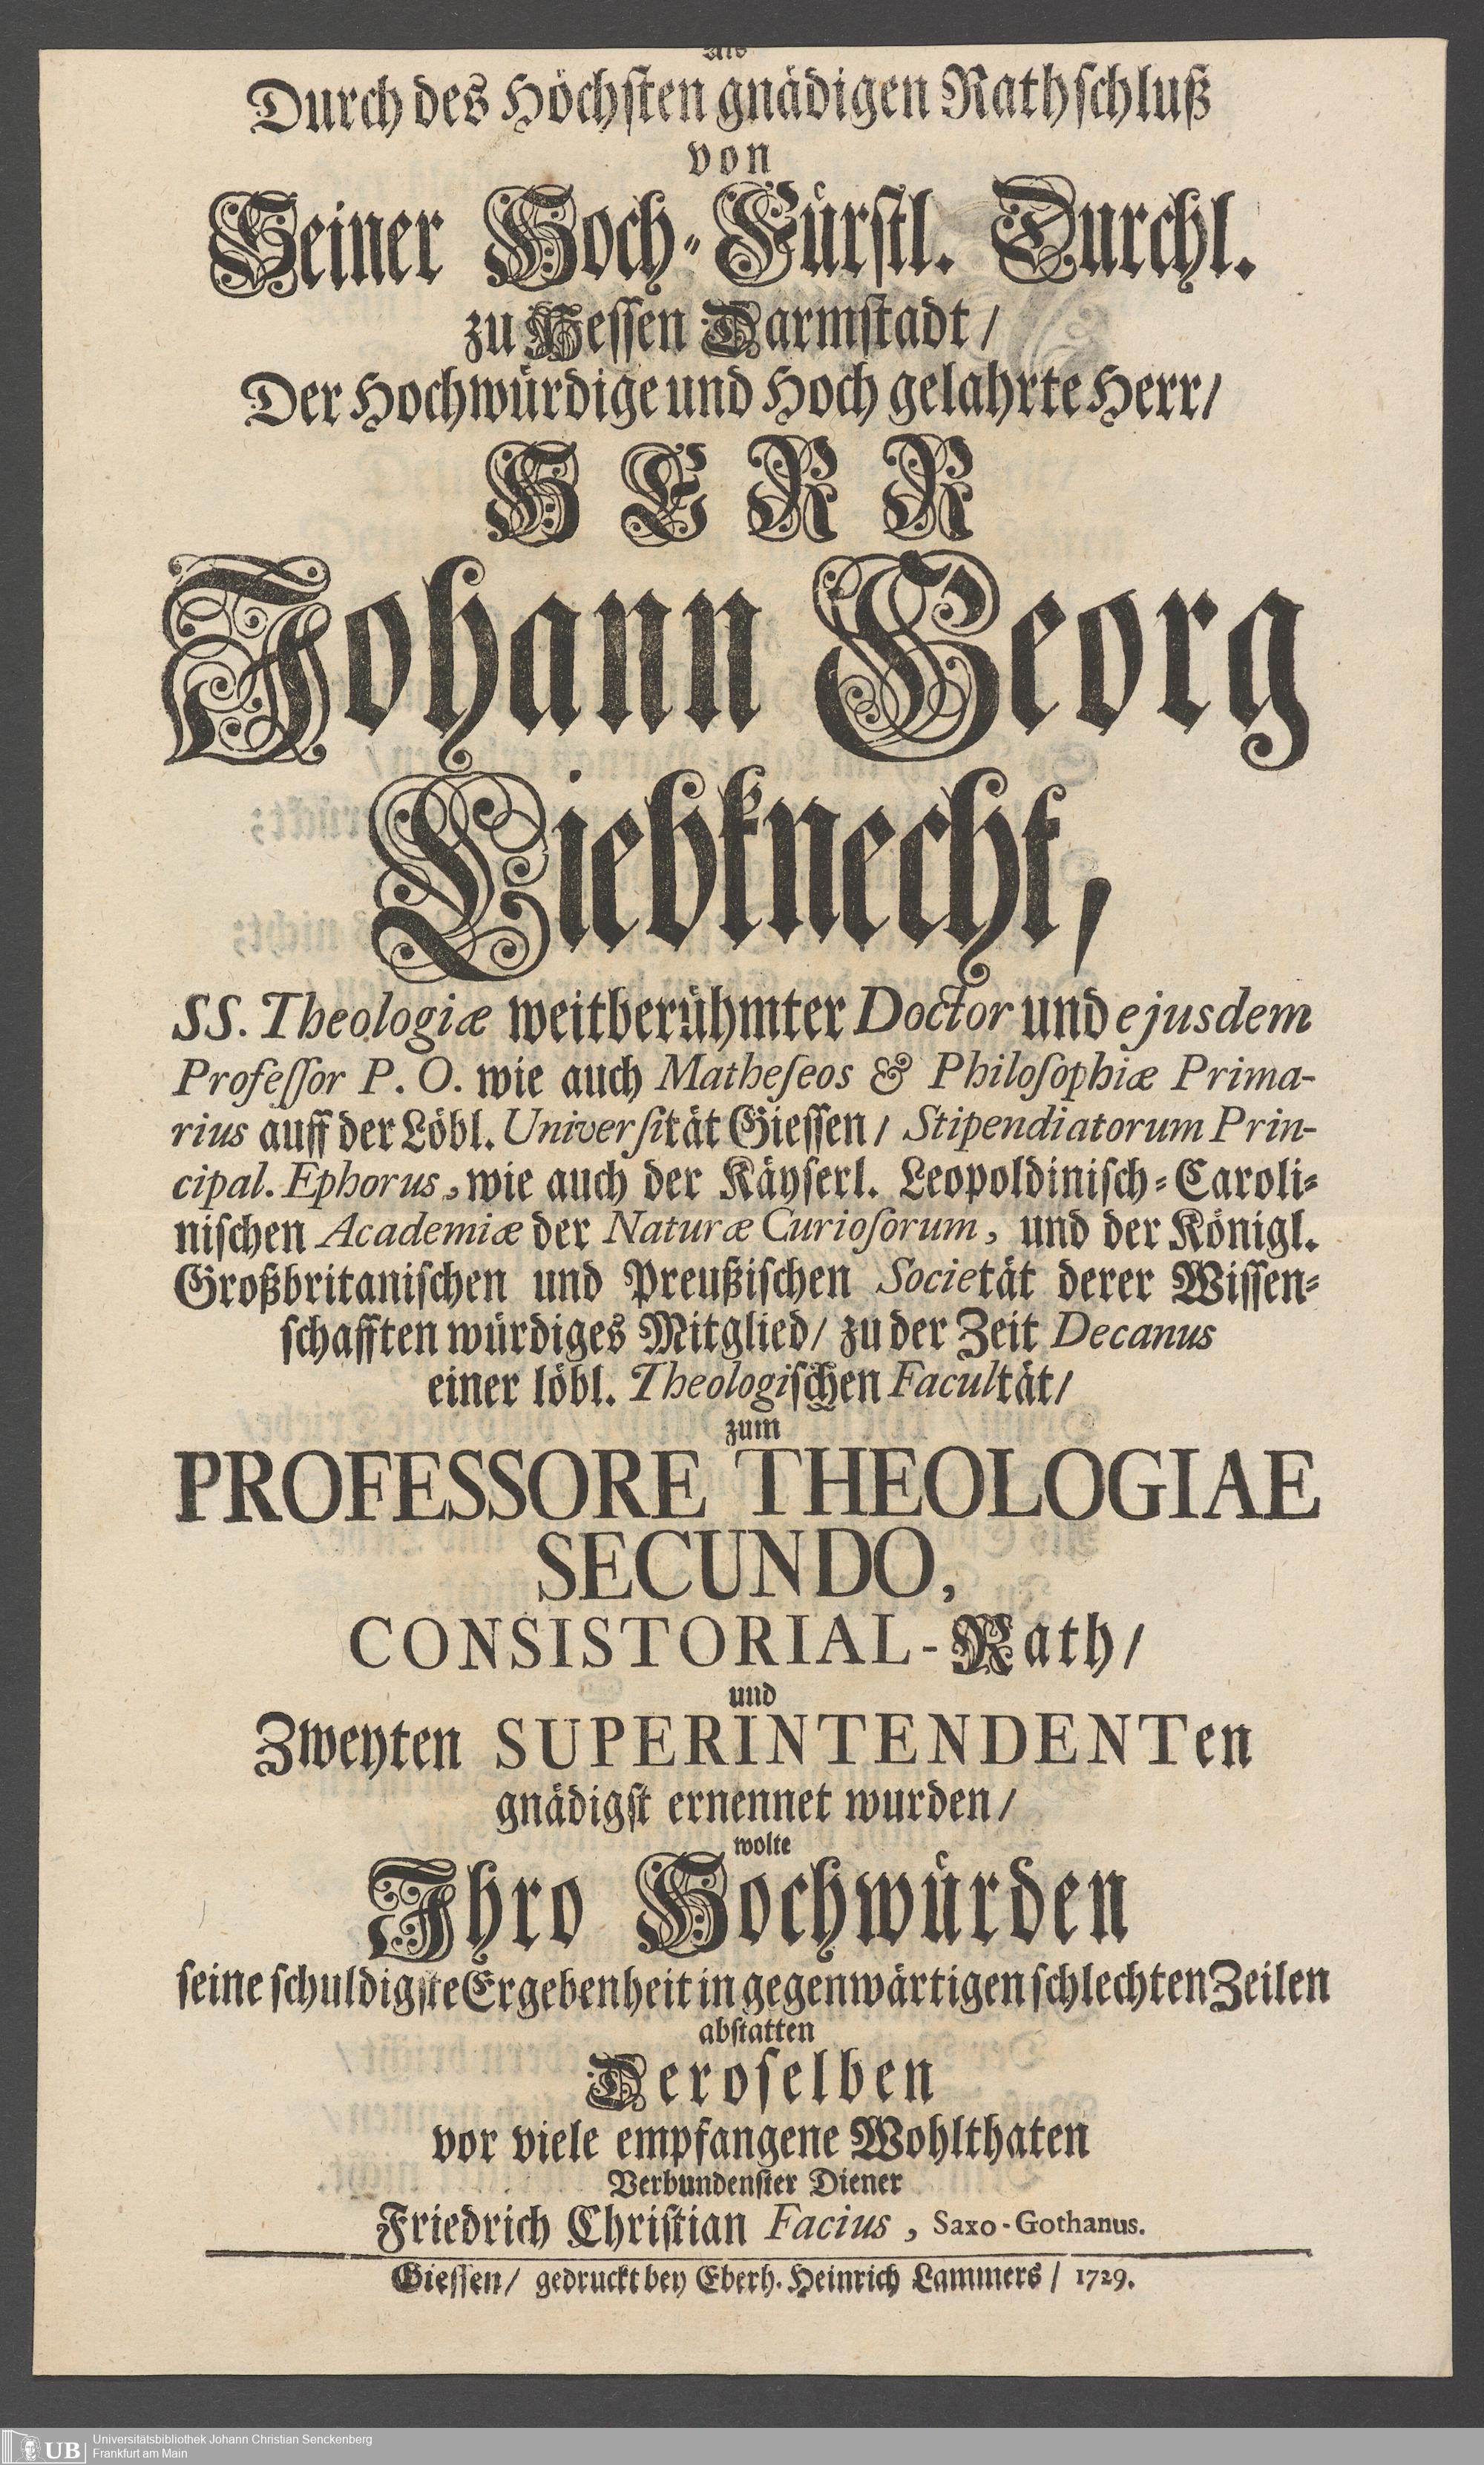 Als
Durch des Höchsten gnädigen Rathschluß
von
Seiner Hoch-Fürstl. Durchl.
zu Hessen Darmstadt/
Der Hochwürdige und Hoch gelahrte Herr/
HERR
Johann Georg
Liebknecht,
SS. Theologiæ weitberühmter Doctor und ejusdem
Professor P. O. wie auch Matheseos & Philosophiæ Prima-
rius auff der Löbl. Universität Giessen/ Stipendiatorum Prin-
cipal. Ephorus, wie auch der Käyserl. Leopoldinisch-Caroli-
nischen Academiæ der Naturæ Curiosorum, und der Königl.
Großbritanischen und Preußischen Societät derer Wissen-
schafften würdiges Mitglied/ zu der Zeit Decanus
einer löbl. Theologischen Facultät/
zum
PROFESSORE THEOLOGIAE
SECUNDO,
CONSISTORIAL-Rath/
und
Zweyten SUPERINTENDENTen
gnädigst ernennet wurden/
wolte
Ihro Hochwürden
seine schuldigste Ergebenheit in gegenwärtigen schlechten Zeilen
abstatten
Deroselben
vor viele empfangene Wohlthaten
Verbundenster Diener
Friedrich Christian Facius, Saxo-Gothanus.
Giessen/ gedruckt bey Eberh. Heinrich Lammers/ 1729.
UB
Universitätsbibliothek Johann Christian Senckenberg
Frankfurt am Main